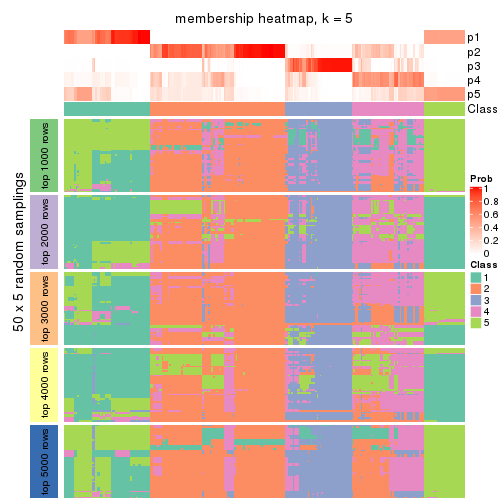 membership heatmap, k = 5
p1
p2
p3
p4
p5
Class
50 x 5 random samplings
top 1000 rows
top 2000 rows
top 3000 rows
top 4000 rows
top 5000 rows
Prob
1
0.8
0.6
0.4
0.2
0
Class
1
2
3
4
5